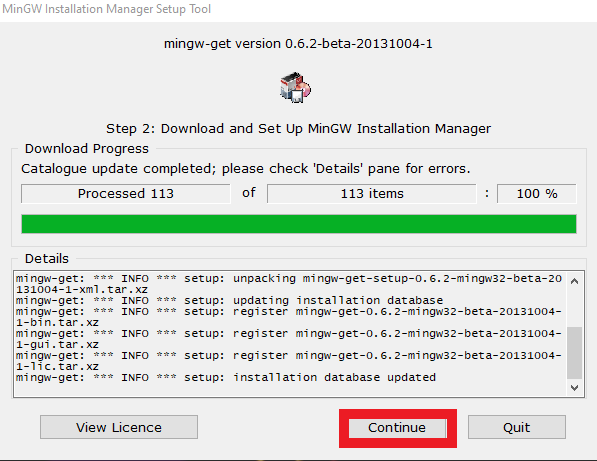 MinGW Installation Manager Setup Tool
mingw-get version 0.6.2-beta-20131004-1
Step 2: Download and Set Up MinGW Installation Manager
Download Progress
Catalogue update completed; please check 'Details' pane for errors.
Processed 113 of 113 items : 100 %
Details
mingw-get: *** INFO *** setup: unpacking mingw-get-setup-0.6.2-mingw32-beta-20
131004-1-xml.tar.xz
mingw-get: *** INFO *** setup: updating installation database
mingw-get: *** INFO *** setup: register mingw-get-0.6.2-mingw32-beta-20131004-
1-bin.tar.xz
mingw-get: *** INFO *** setup: register mingw-get-0.6.2-mingw32-beta-20131004-
1-gui.tar.xz
mingw-get: *** INFO *** setup: register mingw-get-0.6.2-mingw32-beta-20131004-
1-lic.tar.xz
mingw-get: *** INFO *** setup: installation database updated
View Licence Continue Quit